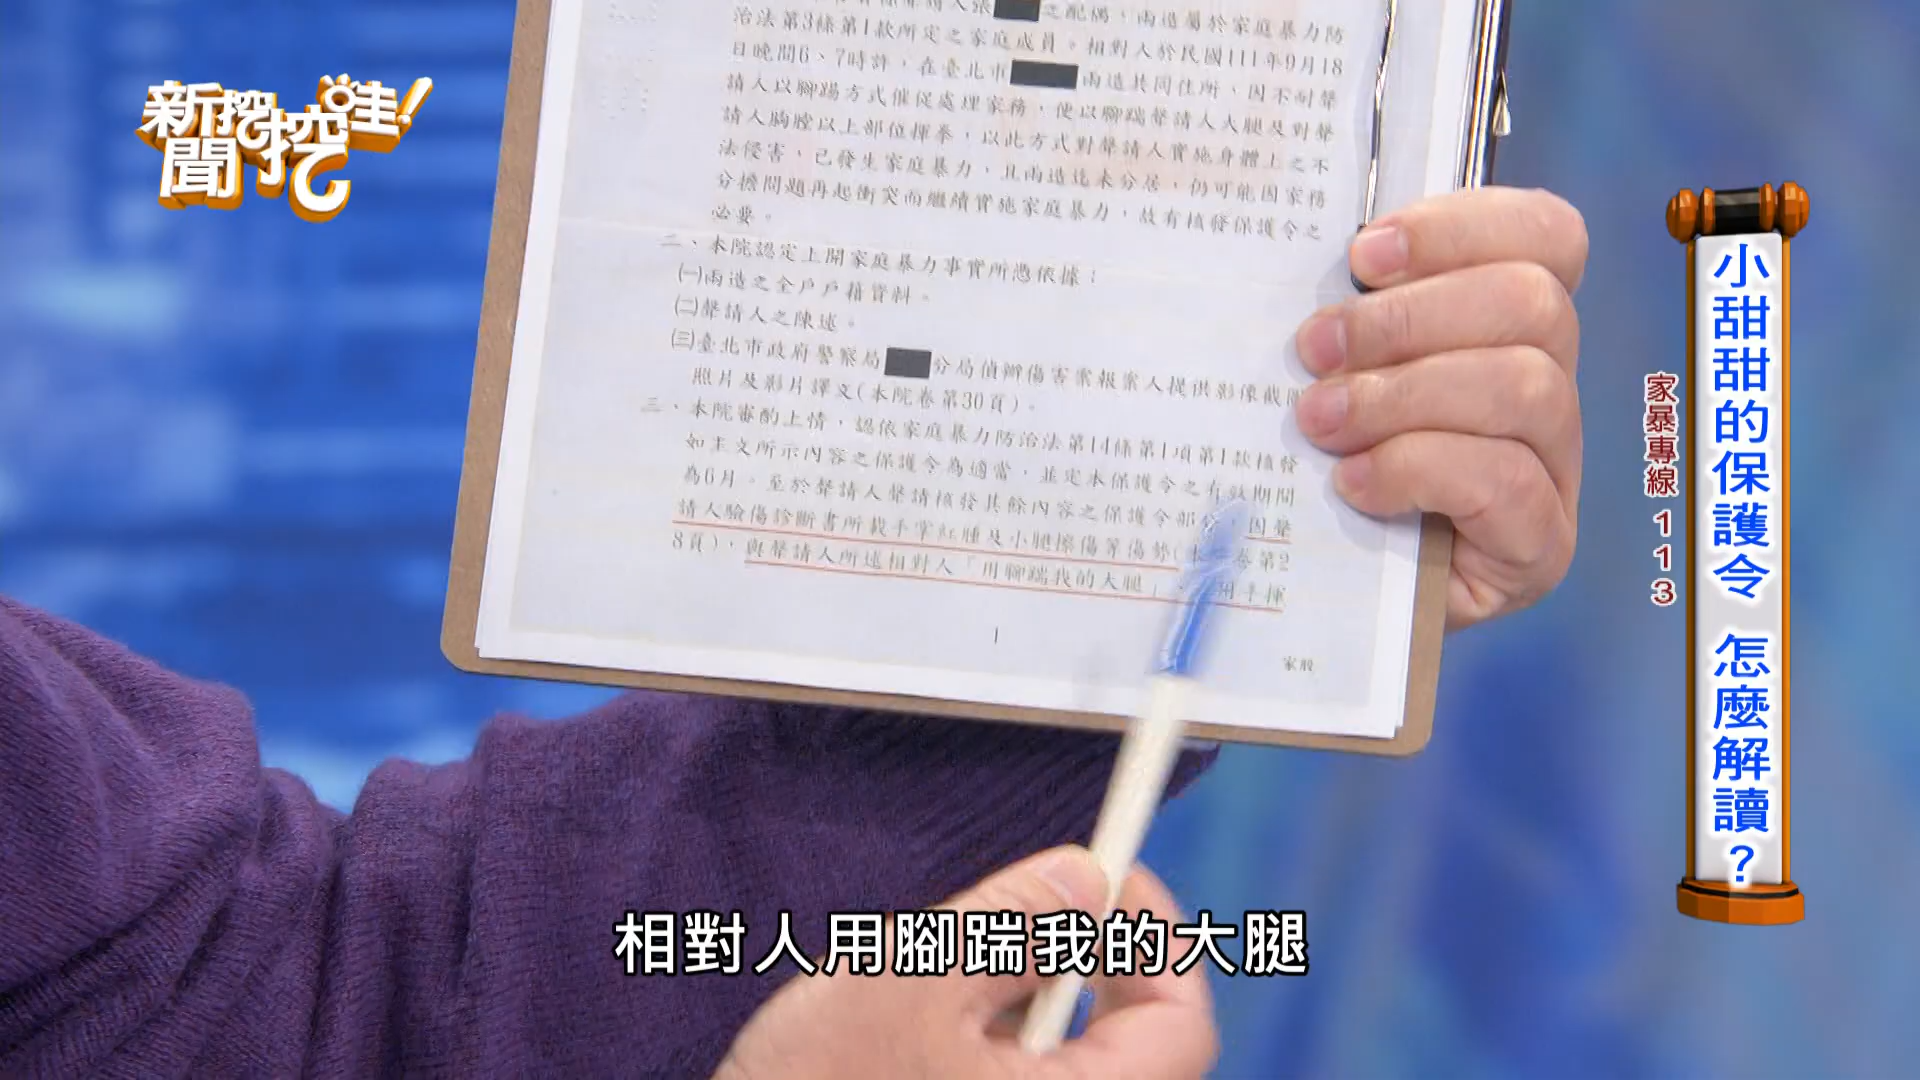 新聞挖挖哇!
治法第3條第1款所定之家庭成員。相對人於民國111年9月18
日晚間6、7時許，在臺北市 兩造共同住所，因不耐聲
請人以腳踢方式催促處理家務，便以腳踹聲請人大腿及對聲
請人胸膛以上部位揮拳，以此方式對聲請人實施身體上之不
法侵害，已發生家庭暴力，且兩造迄未分居，仍可能因家務
分擔問題再起衝突而繼續實施家庭暴力，故有核發保護令之
必要。
二、本院認定上開家庭暴力事實所憑依據：
㈠兩造之全戶戶籍資料。
㈡聲請人之陳述。
㈢臺北市政府警察局 分局偵辦傷害案報案人提供影像截圖
照片及影片譯文(本院卷第30頁)。
三、本院審酌上情，認依家庭暴力防治法第14條第1項第1款核發
如主文所示內容之保護令為適當，並定本保護令之有效期間
為6月。至於聲請人聲請核發其餘內容之保護令部分，因聲
請人驗傷診斷書所載手掌紅腫及小腿擦傷等傷勢(本 卷第2
8頁)，與聲請人所述相對人「用腳踹我的大腿」、 用手揮
1
家股
小甜甜的保護令 怎麼解讀?
家暴專線 113
相對人用腳踹我的大腿